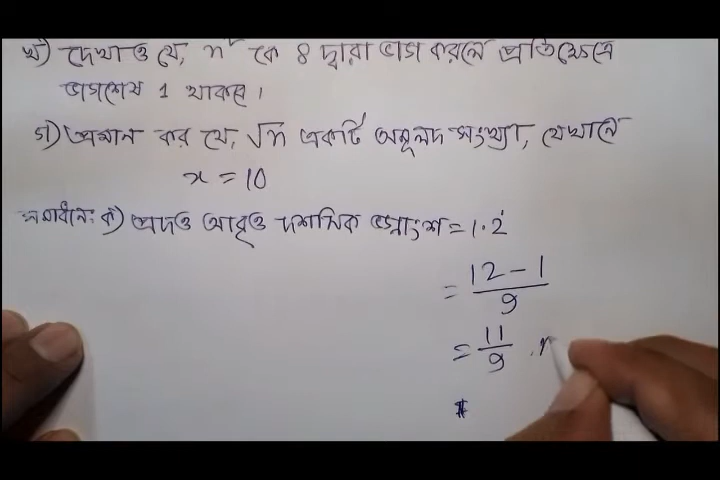 খ) দেখাও যে, n² কে 8 দ্বারা ভাগ করলে প্রতিক্ষেত্রে
ভাগশেষ 1 থাকবে।
গ) প্রমান কর যে, √n একটি অমূলদ সংখ্যা, যেখানে
x = 10
সমাধান: ক) প্রদত্ত আবৃত্ত দশমিক ভগ্নাংশ = 1.2̇
= 12 - 1 / 9
= 11 / 9